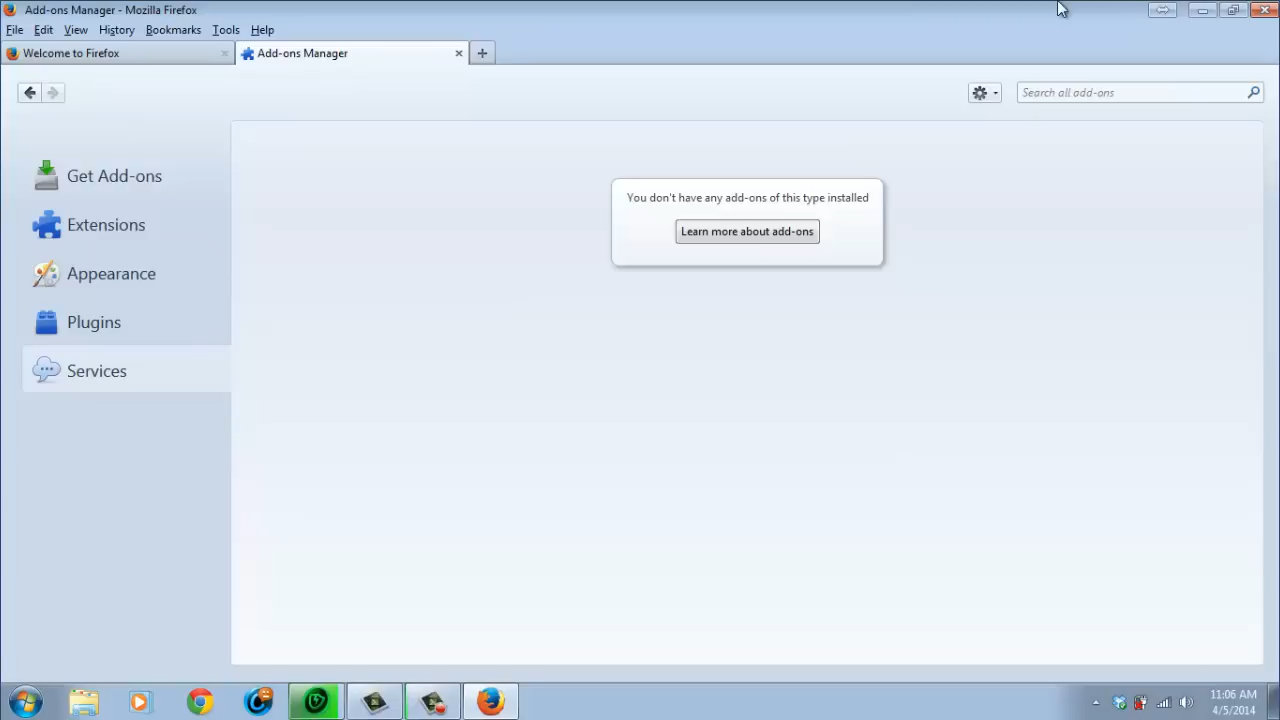 Add-ons Manager - Mozilla Firefox
File Edit View History Bookmarks Tools Help
Welcome to Firefox
Add-ons Manager
Search all add-ons
Get Add-ons
Extensions
Appearance
Plugins
Services
You don't have any add-ons of this type installed
Learn more about add-ons
11:06 AM
4/5/2014